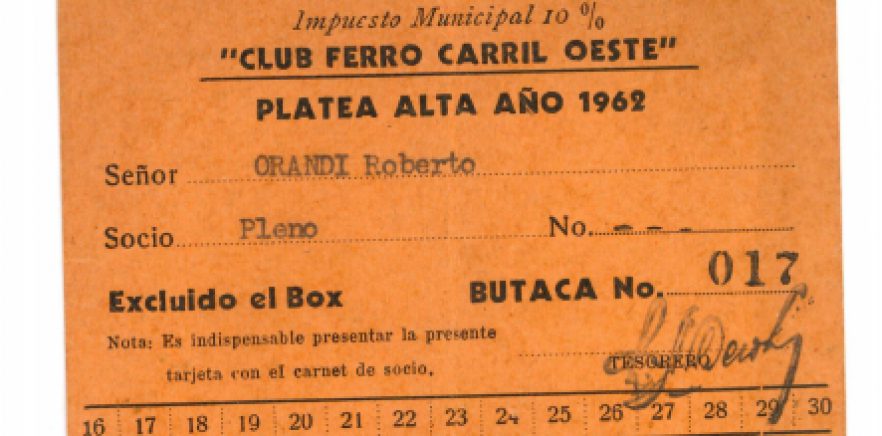 Impuesto Municipal 10 %
"CLUB FERRO CARRIL OESTE"
PLATEA ALTA AÑO 1962
Señor ORANDI Roberto
Socio Pleno No. - - -
Excluido el Box BUTACA No. 017
Nota: Es indispensable presentar la presente
tarjeta con el carnet de socio.
TESORERO
16 17 18 19 20 21 22 23 24 25 26 27 28 29 30